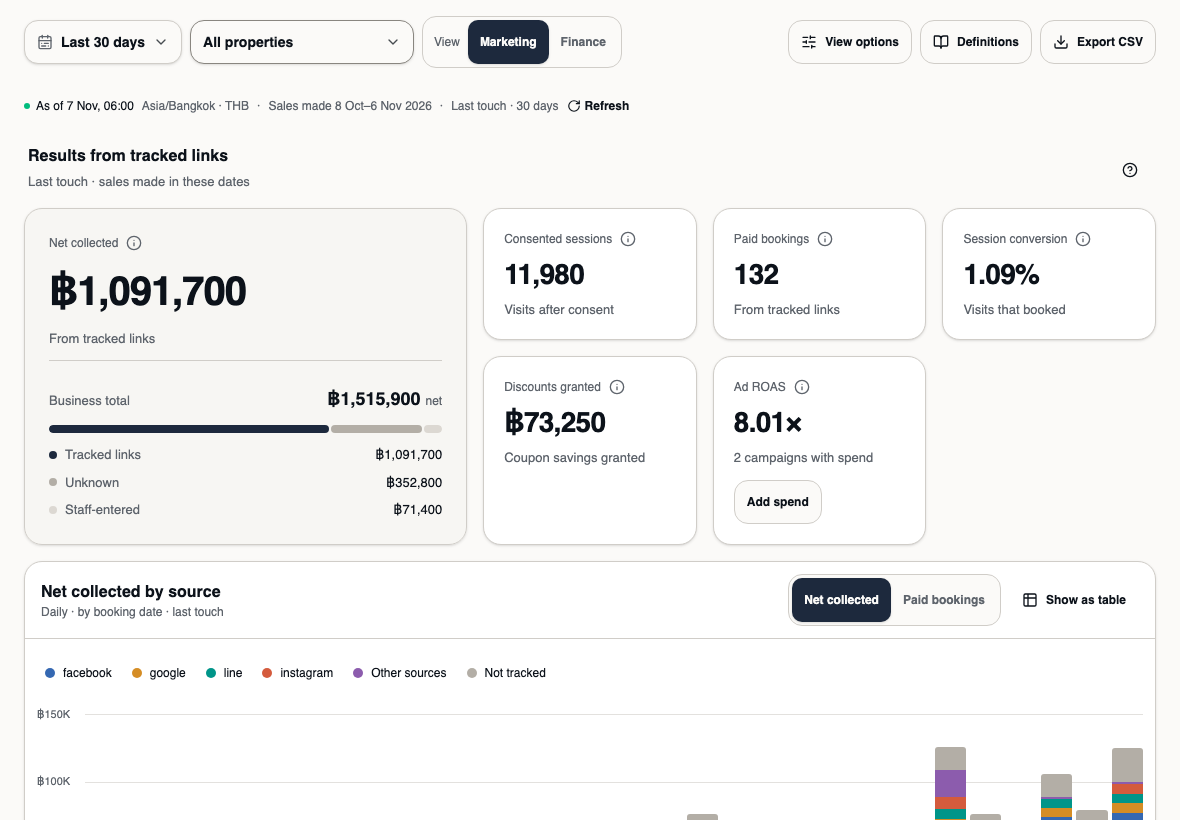 Last 30 days
All properties
View Marketing Finance
View options
Definitions
Export CSV
As of 7 Nov, 06:00 Asia/Bangkok · THB · Sales made 8 Oct–6 Nov 2026 · Last touch · 30 days Refresh
Results from tracked links
Last touch · sales made in these dates
Net collected
฿1,091,700
From tracked links
Business total ฿1,515,900 net
Tracked links ฿1,091,700
Unknown ฿352,800
Staff-entered ฿71,400
Consented sessions
11,980
Visits after consent
Paid bookings
132
From tracked links
Session conversion
1.09%
Visits that booked
Discounts granted
฿73,250
Coupon savings granted
Ad ROAS
8.01×
2 campaigns with spend
Add spend
Net collected by source
Daily · by booking date · last touch
Net collected Paid bookings
Show as table
facebook google line instagram Other sources Not tracked
฿150K
฿100K